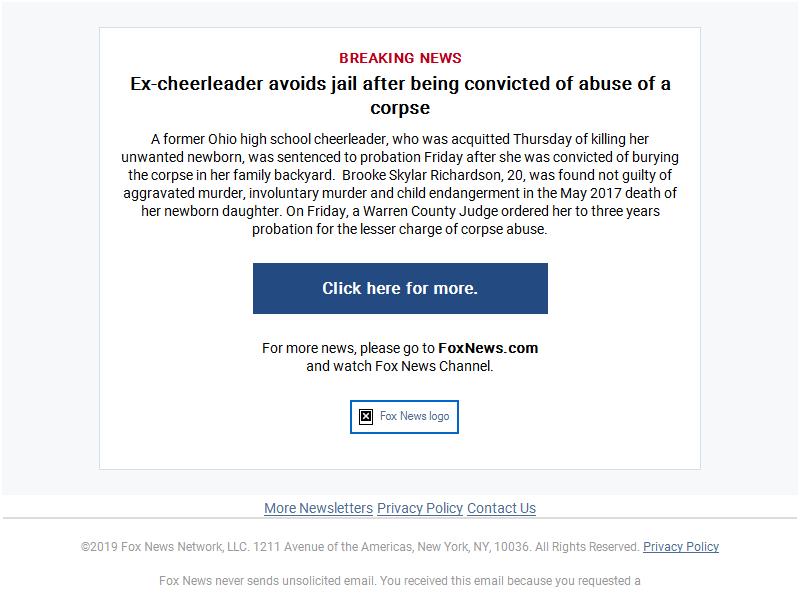 BREAKING NEWS
Ex-cheerleader avoids jail after being convicted of abuse of a
corpse
A former Ohio high school cheerleader, who was acquitted Thursday of killing her
unwanted newborn, was sentenced to probation Friday after she was convicted of burying
the corpse in her family backyard.  Brooke Skylar Richardson, 20, was found not guilty of
aggravated murder, involuntary murder and child endangerment in the May 2017 death of
her newborn daughter. On Friday, a Warren County Judge ordered her to three years
probation for the lesser charge of corpse abuse.
Click here for more.
For more news, please go to FoxNews.com
and watch Fox News Channel.
Fox News logo
More Newsletters Privacy Policy Contact Us
©2019 Fox News Network, LLC. 1211 Avenue of the Americas, New York, NY, 10036. All Rights Reserved. Privacy Policy
Fox News never sends unsolicited email. You received this email because you requested a